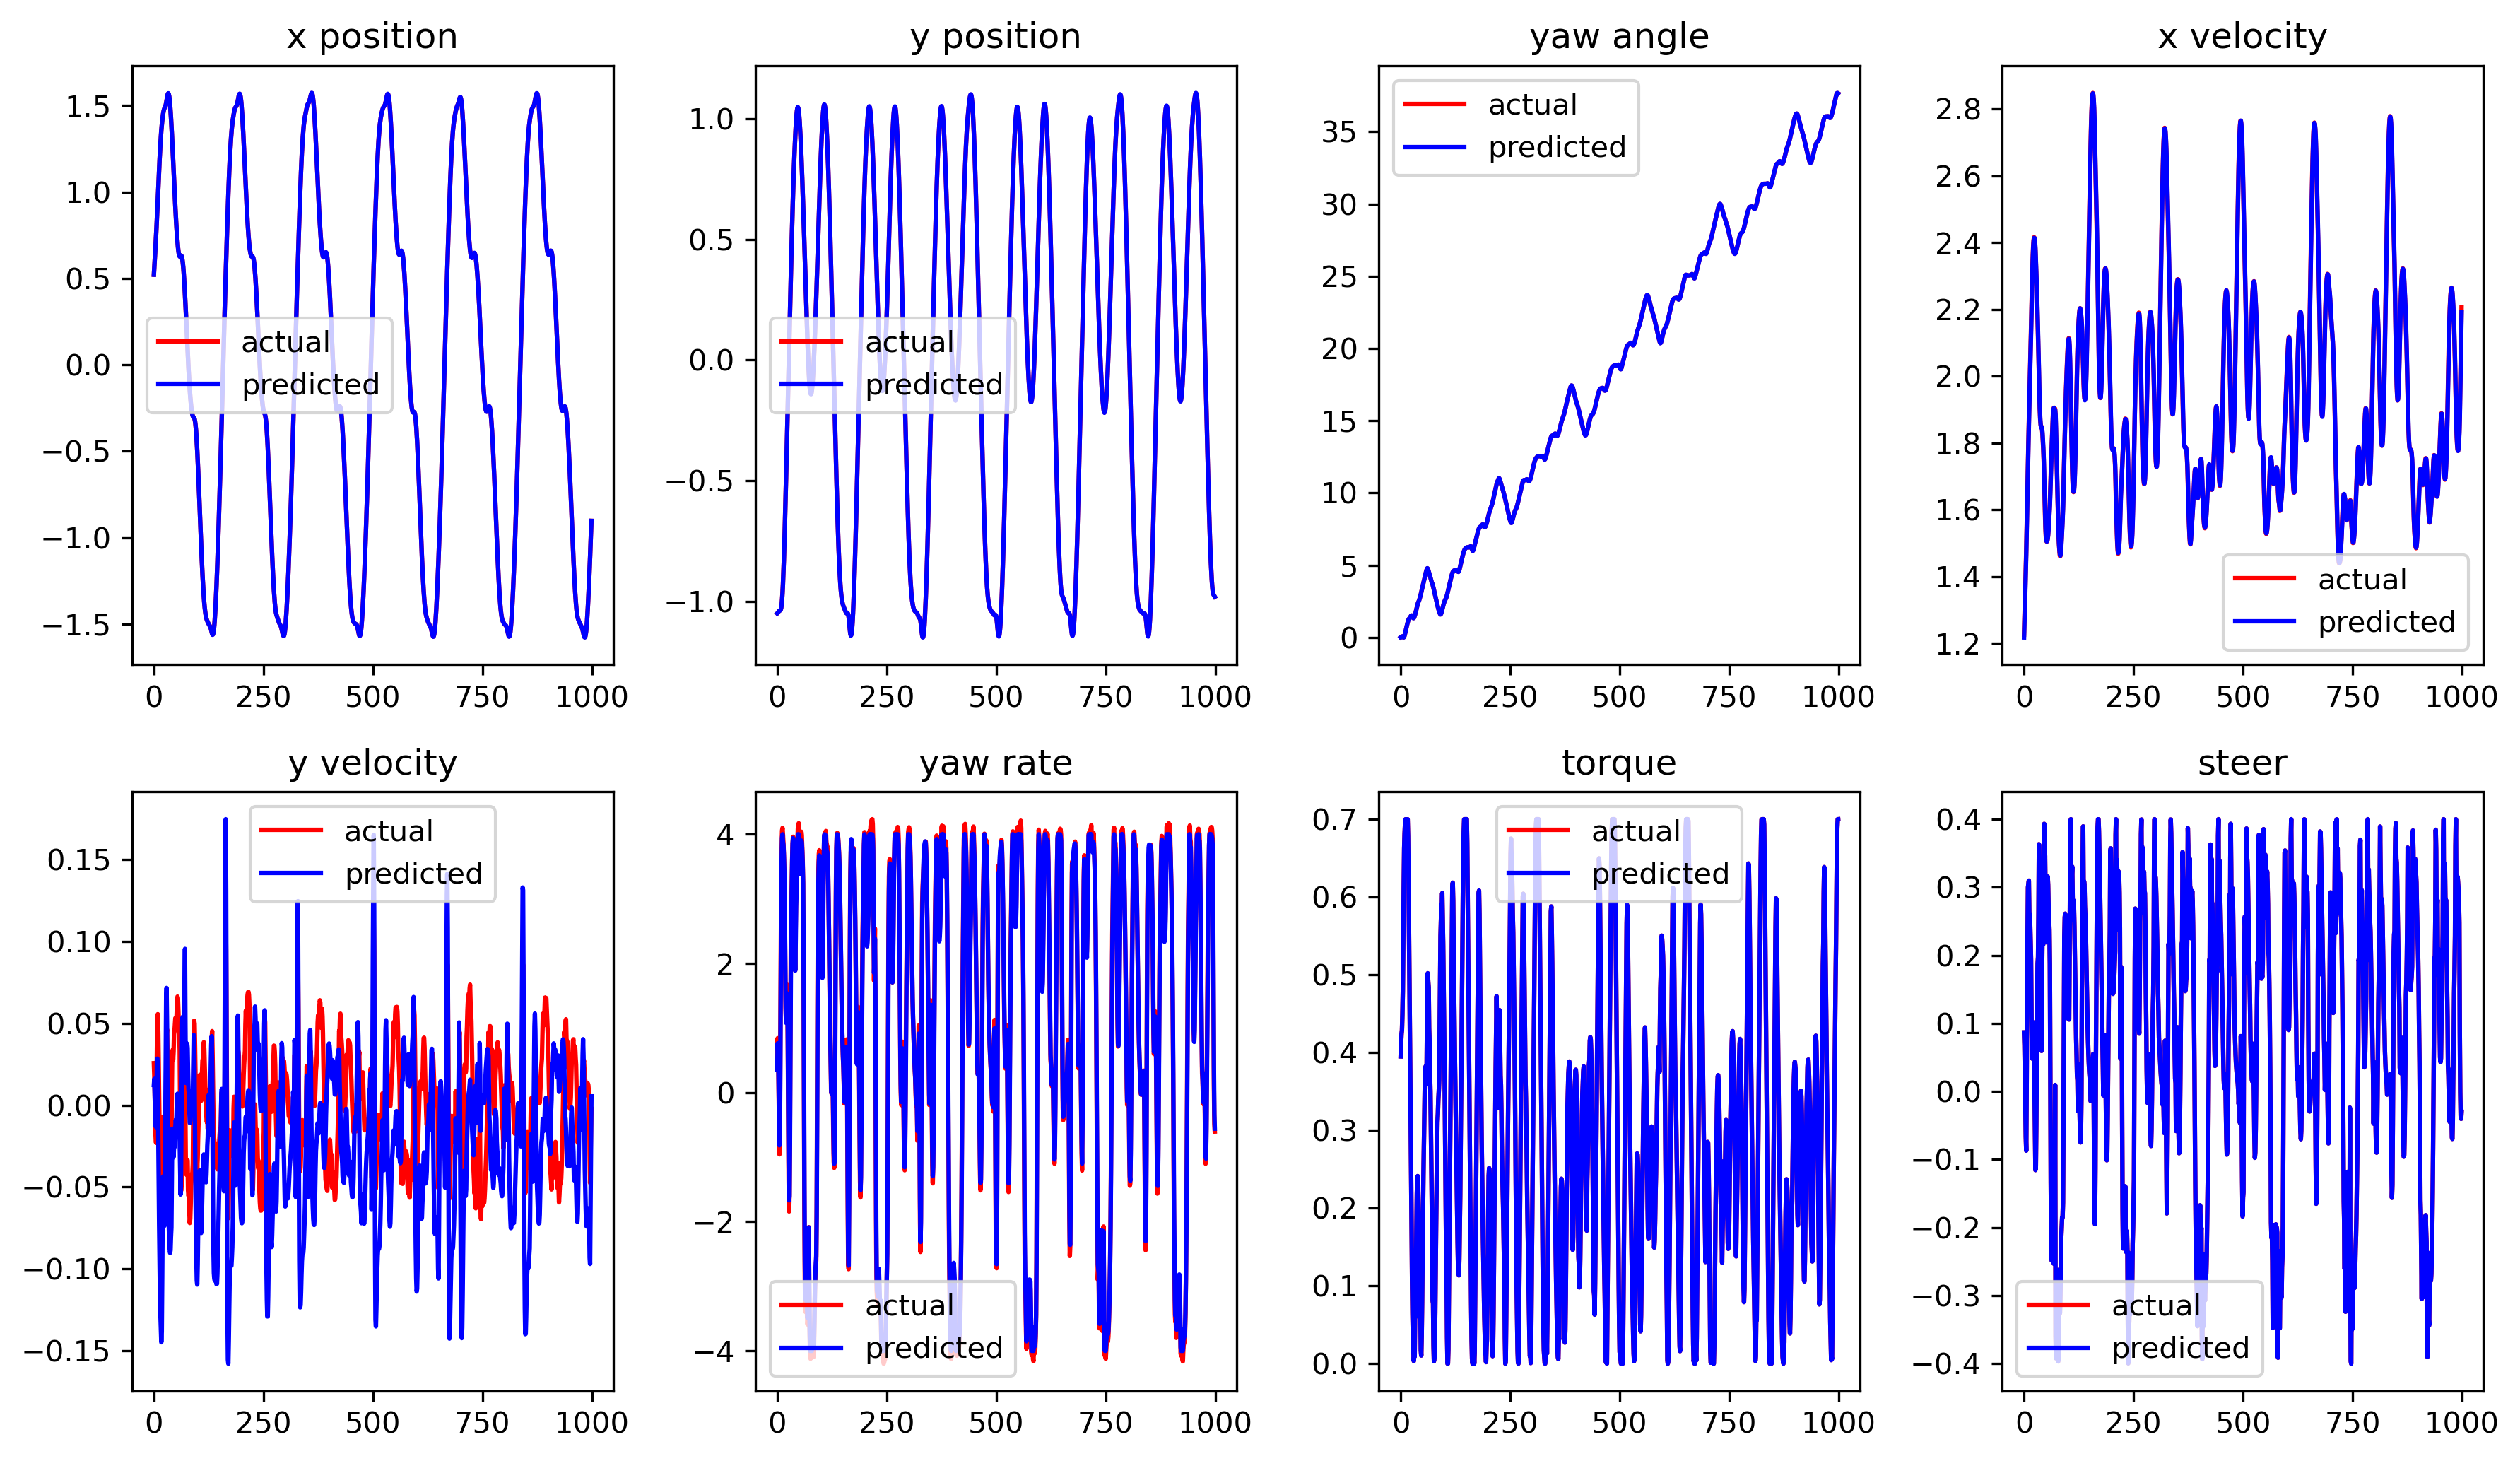 x position
1.5
1.0
0.5
0.0
−0.5
−1.0
−1.5
0 250 500 750 1000
actual
predicted
y position
1.0
0.5
0.0
−0.5
−1.0
0 250 500 750 1000
actual
predicted
yaw angle
35
30
25
20
15
10
5
0
0 250 500 750 1000
actual
predicted
x velocity
2.8
2.6
2.4
2.2
2.0
1.8
1.6
1.4
1.2
0 250 500 750 1000
actual
predicted
y velocity
0.15
0.10
0.05
0.00
−0.05
−0.10
−0.15
0 250 500 750 1000
actual
predicted
yaw rate
4
2
0
−2
−4
0 250 500 750 1000
actual
predicted
torque
0.7
0.6
0.5
0.4
0.3
0.2
0.1
0.0
0 250 500 750 1000
actual
predicted
steer
0.4
0.3
0.2
0.1
0.0
−0.1
−0.2
−0.3
−0.4
0 250 500 750 1000
actual
predicted